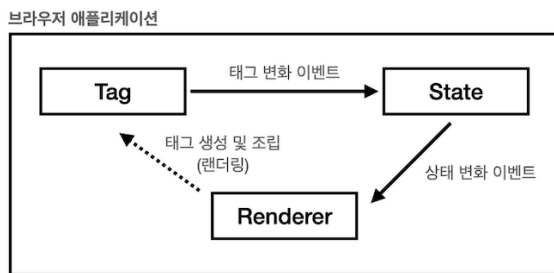 브라우저 애플리케이션
태그 변화 이벤트
Tag
State
태그 생성 및 조립
(랜더링)
상태 변화 이벤트
Renderer